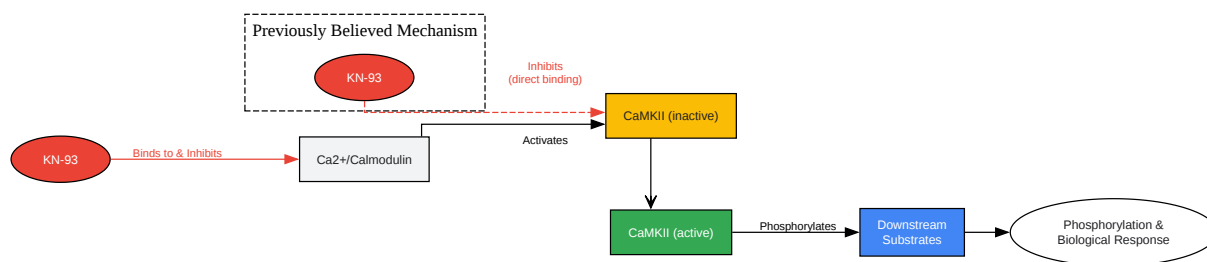 Previously Believed Mechanism
KN-93
Inhibits
(direct binding)
CaMKII (inactive)
Activates
KN-93
Binds to & Inhibits
Ca2+/Calmodulin
CaMKII (active)
Phosphorylates
Downstream
Substrates
Phosphorylation &
Biological Response